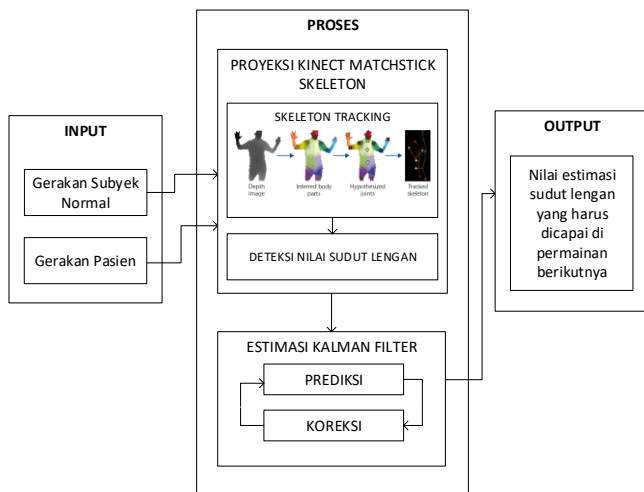 INPUT
Gerakan Subyek
Normal
Gerakan Pasien
PROSES
PROYEKSI KINECT MATCHSTICK
SKELETON
SKELETON TRACKING
Depth
image
Inferred body
parts
Hypothesized
joints
Tracked
skeleton
DETEKSI NILAI SUDUT LENGAN
ESTIMASI KALMAN FILTER
PREDIKSI
KOREKSI
OUTPUT
Nilai estimasi
sudut lengan
yang harus
dicapai di
permainan
berikutnya